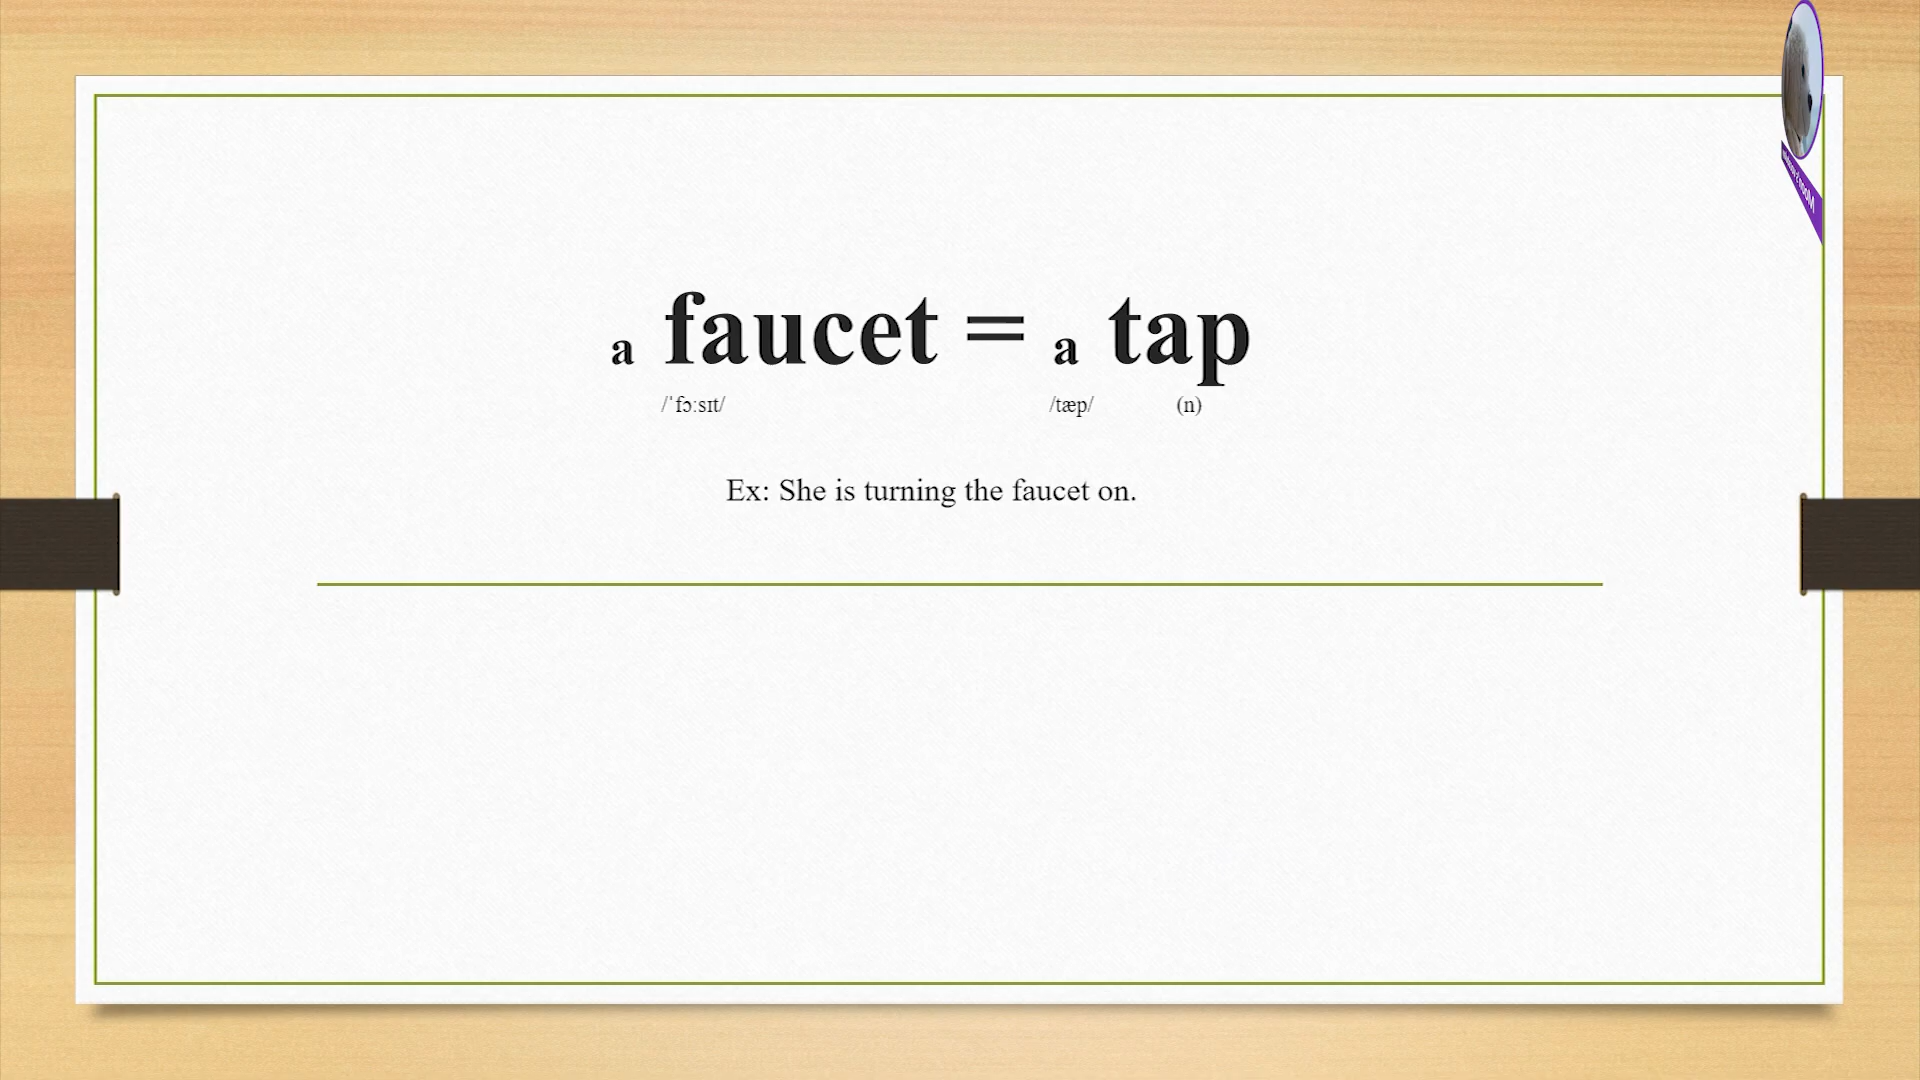 a faucet = a tap
/ˈfɔːsɪt/ /tæp/ (n)
Ex: She is turning the faucet on.